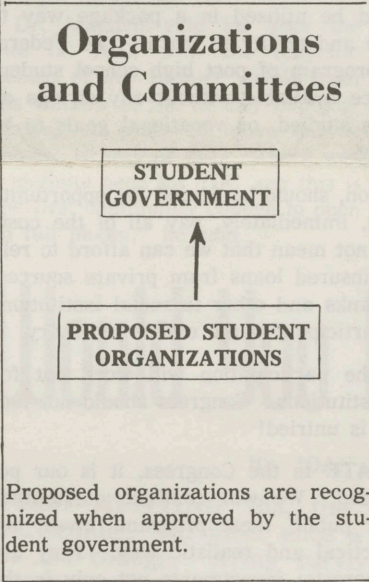 Organizations
and Committees
STUDENT
GOVERNMENT
PROPOSED STUDENT
ORGANIZATIONS
Proposed organizations are recog-
nized when approved by the stu-
dent government.